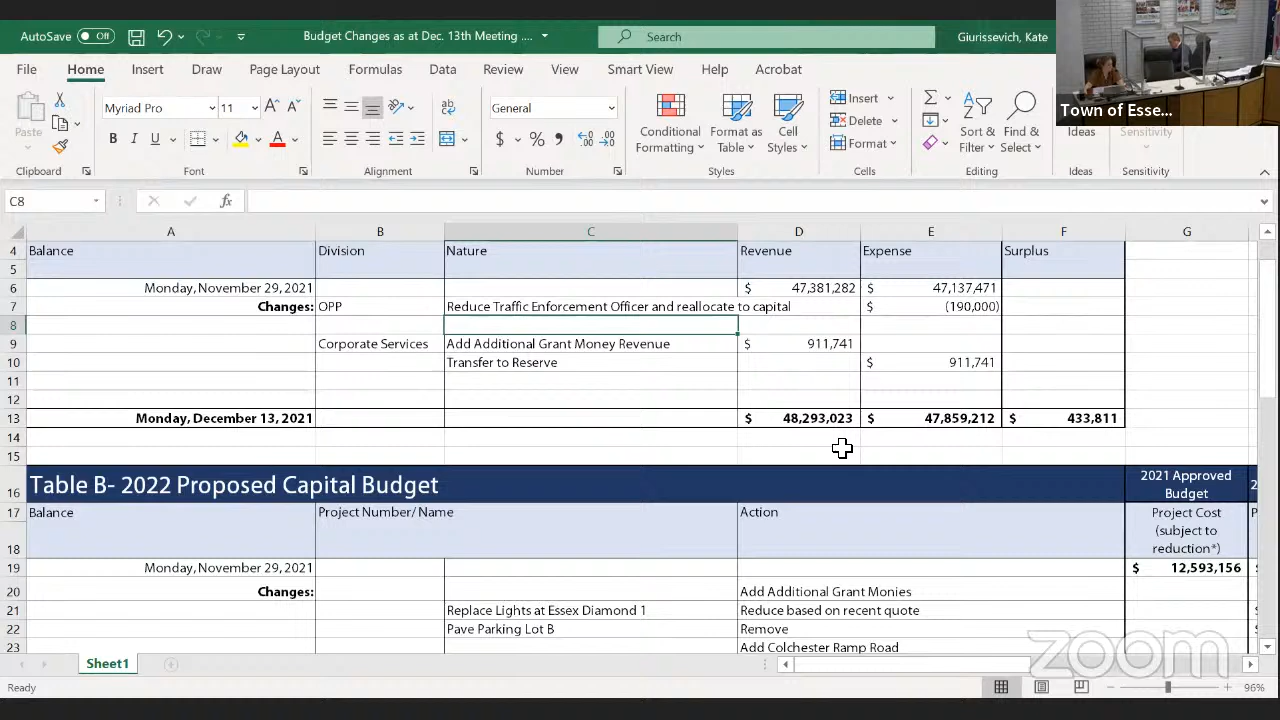 AutoSave Off Budget Changes as at Dec. 13th Meeting .... Search Giurissevich, Kate
File Home Insert Draw Page Layout Formulas Data Review View Smart View Help Acrobat
Town of Esse...
Paste
Myriad Pro 11
B I U A
ab
General
$ % 9
Conditional Formatting
Format as Table
Cell Styles
Insert
Delete
Format
Sort & Filter
Find & Select
Ideas
Sensitivity
Clipboard Font Alignment Number Styles Cells Editing Ideas Sensitivity
C8 fx
A B C D E F G
4 Balance Division Nature Revenue Expense Surplus
5
6 Monday, November 29, 2021 $ 47,381,282 $ 47,137,471
7 Changes: OPP Reduce Traffic Enforcement Officer and reallocate to capital $ (190,000)
8
9 Corporate Services Add Additional Grant Money Revenue $ 911,741
10 Transfer to Reserve $ 911,741
11
12
13 Monday, December 13, 2021 $ 48,293,023 $ 47,859,212 $ 433,811
14
15
16 Table B- 2022 Proposed Capital Budget 2021 Approved Budget 2
17 Balance Project Number/ Name Action Project Cost (subject to reduction*) P
18
19 Monday, November 29, 2021 $ 12,593,156
20 Changes: Add Additional Grant Monies
21 Replace Lights at Essex Diamond 1 Reduce based on recent quote
22 Pave Parking Lot B Remove
23 Add Colchester Ramp Road
Sheet1
zoom
Ready 96%